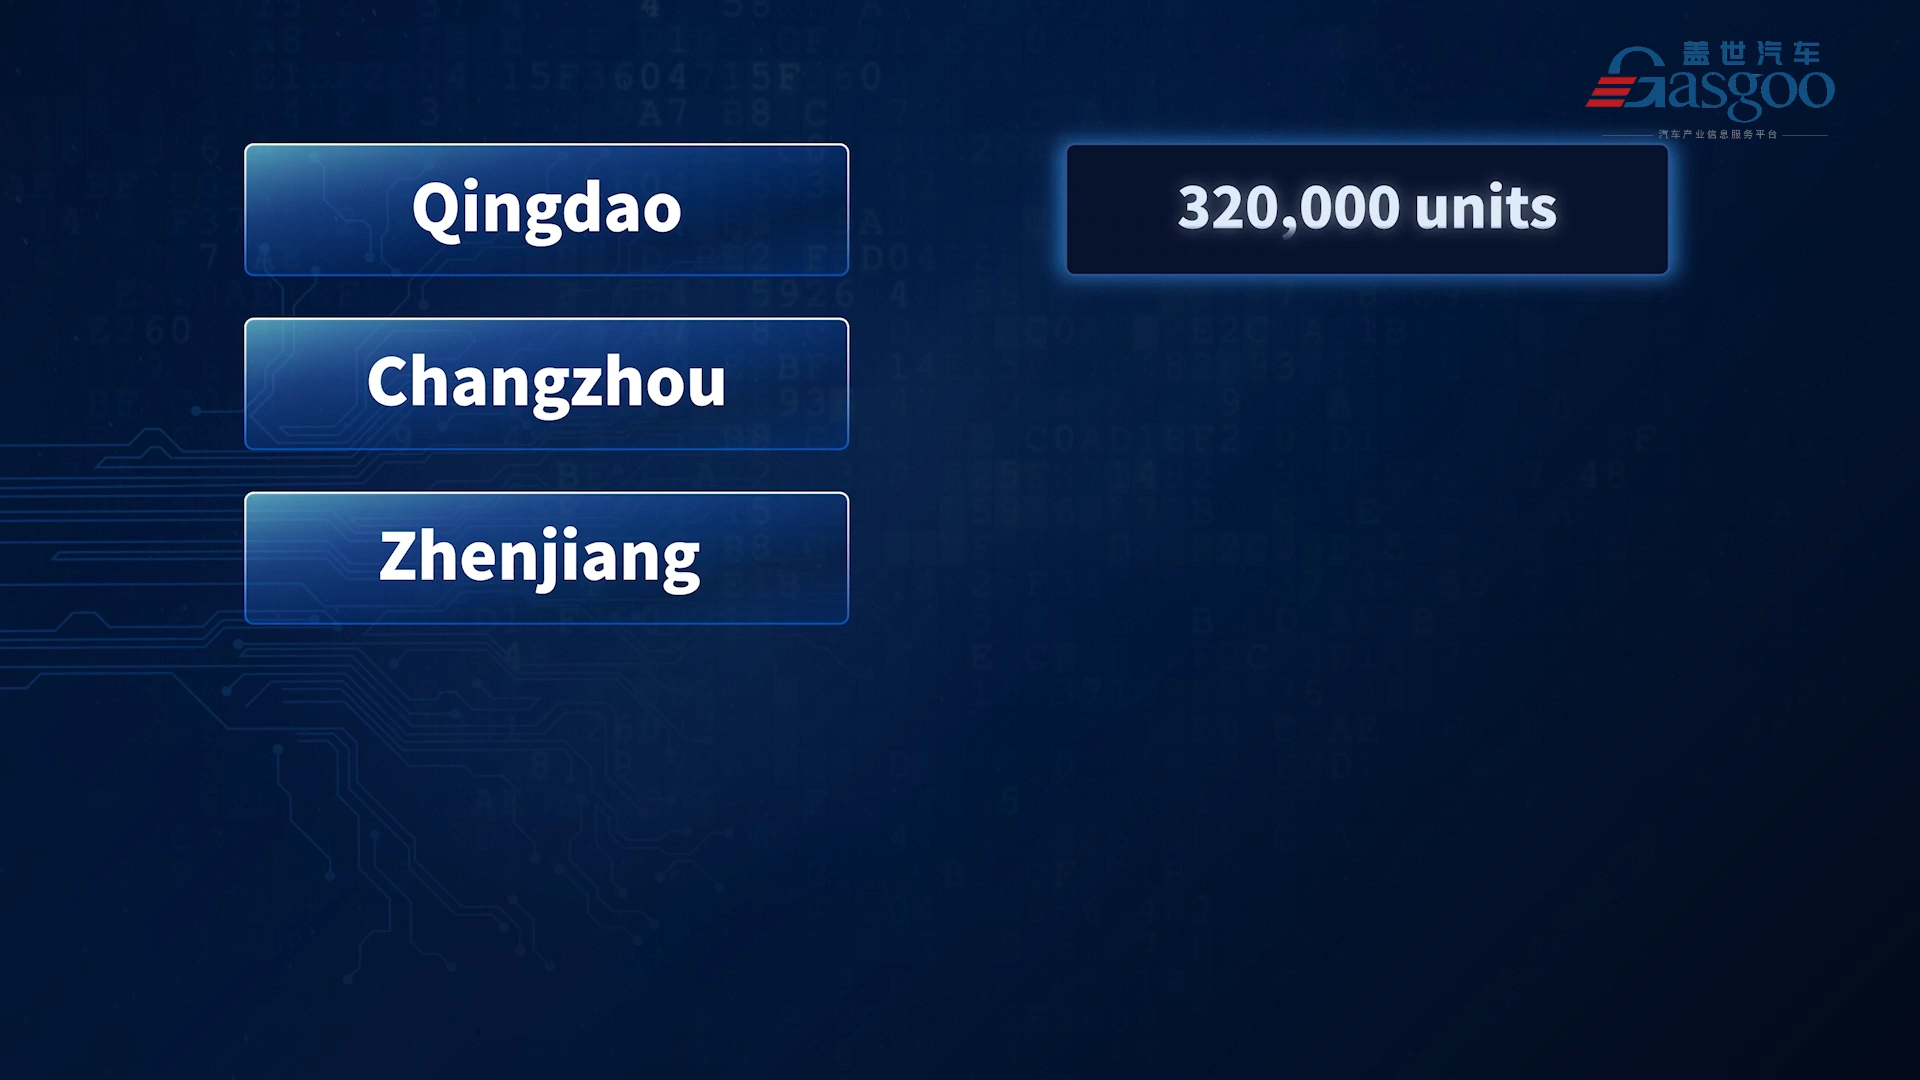 盖世汽车
Gasgoo
汽车产业信息服务平台
Qingdao
320,000 units
Changzhou
Zhenjiang